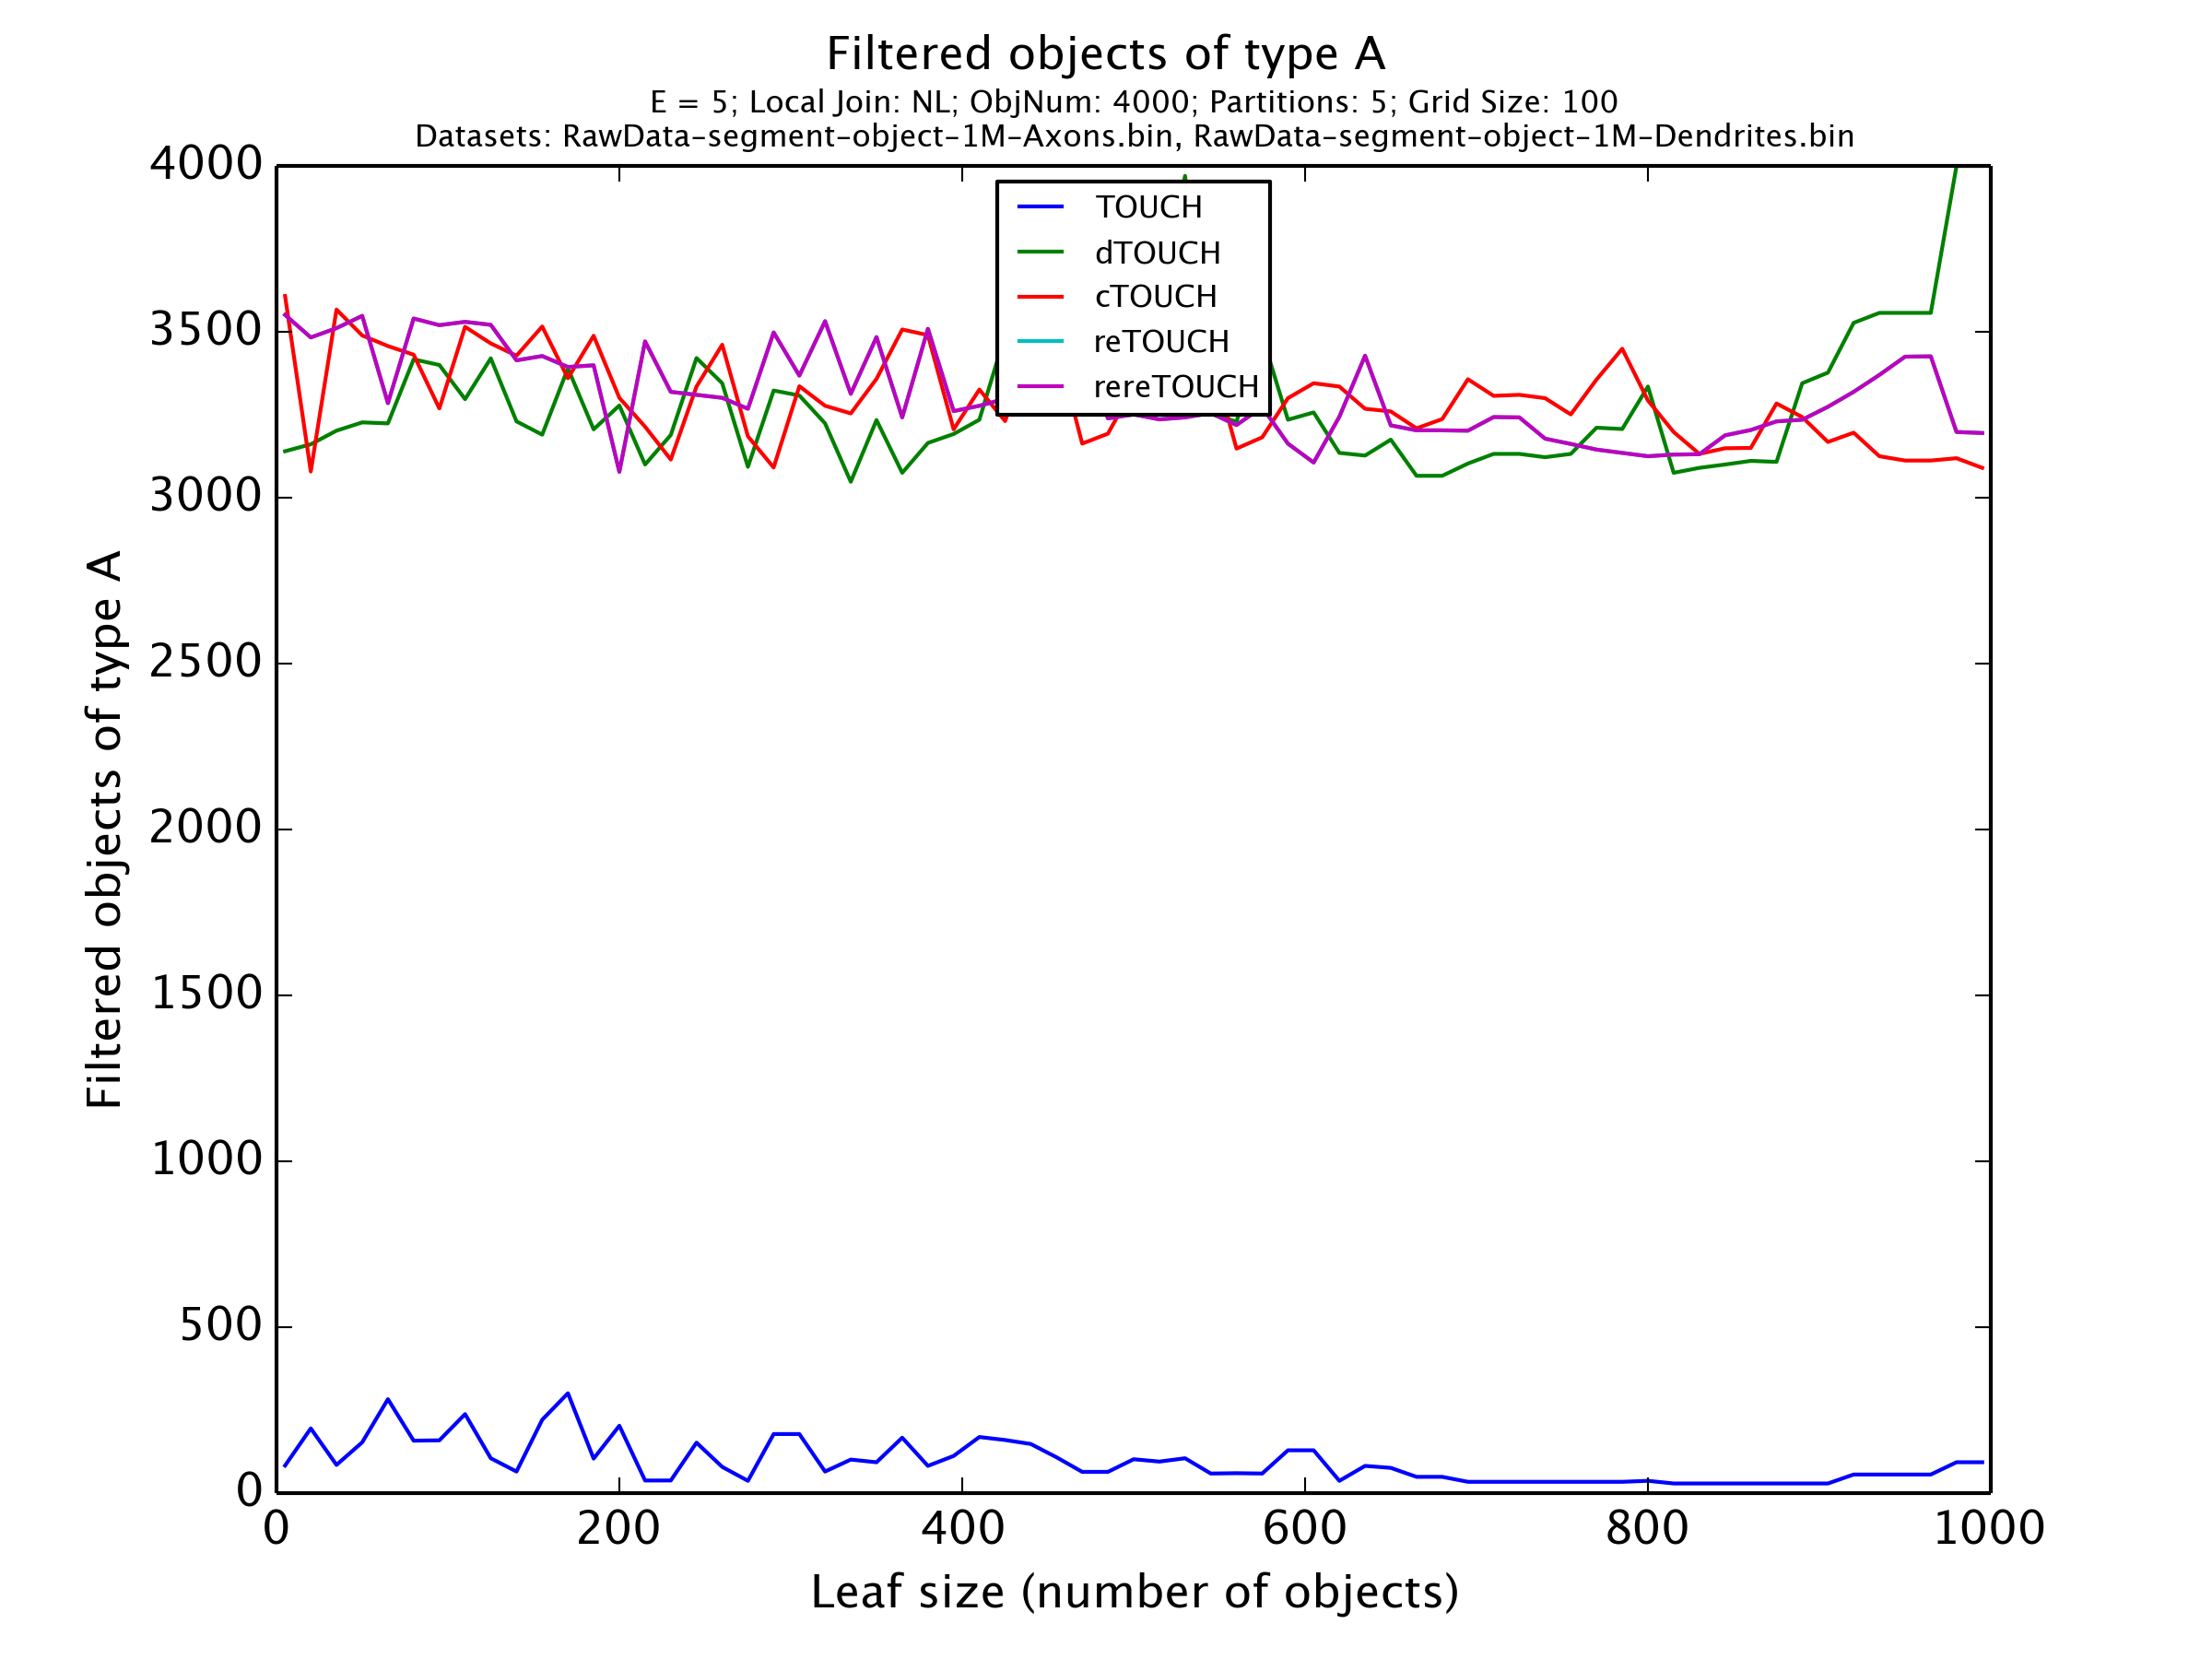 Filtered objects of type A
E = 5; Local Join: NL; ObjNum: 4000; Partitions: 5; Grid Size: 100
Datasets: RawData-segment-object-1M-Axons.bin, RawData-segment-object-1M-Dendrites.bin
4000
3500
3000
2500
2000
1500
1000
500
0
Filtered objects of type A
TOUCH
dTOUCH
cTOUCH
reTOUCH
rereTOUCH
0 200 400 600 800 1000
Leaf size (number of objects)